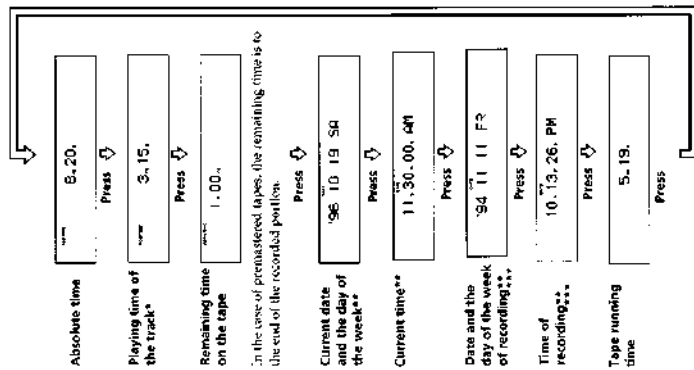 Absolute time
8.20.
Press
Playing time of
the track*
3.15.
Press
Remaining time
on the tape
1.00.
In the case of premastered tapes, the remaining time is to
the end of the recorded portion.
Press
Current date
and the day of
the week**
'96 10 19 SA
Press
Current time**
11.30.00. AM
Press
Date and the
day of the week
of recording**
***
'94 11 11 FR
Press
Time of
recording**
***
10.13.26. PM
Press
Tape running
time
5.19.
Press